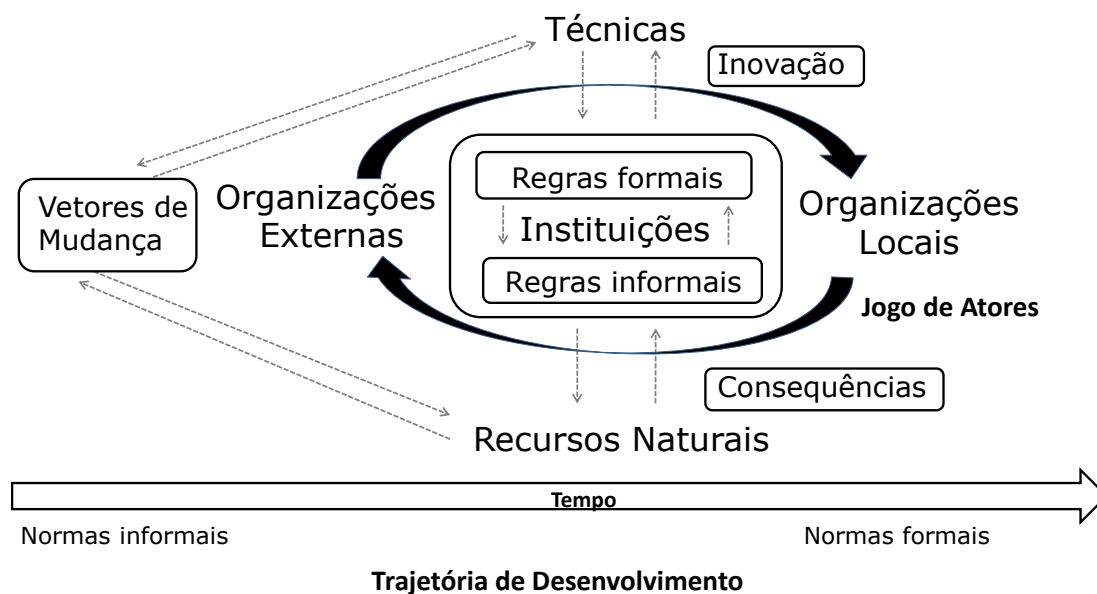 Técnicas
Inovação
Regras formais
Vetores de
Mudança
Organizações
Externas
Instituições
Organizações
Locais
Regras informais
Jogo de Atores
Consequências
Recursos Naturais
Tempo
Normas informais
Normas formais
Trajetória de Desenvolvimento